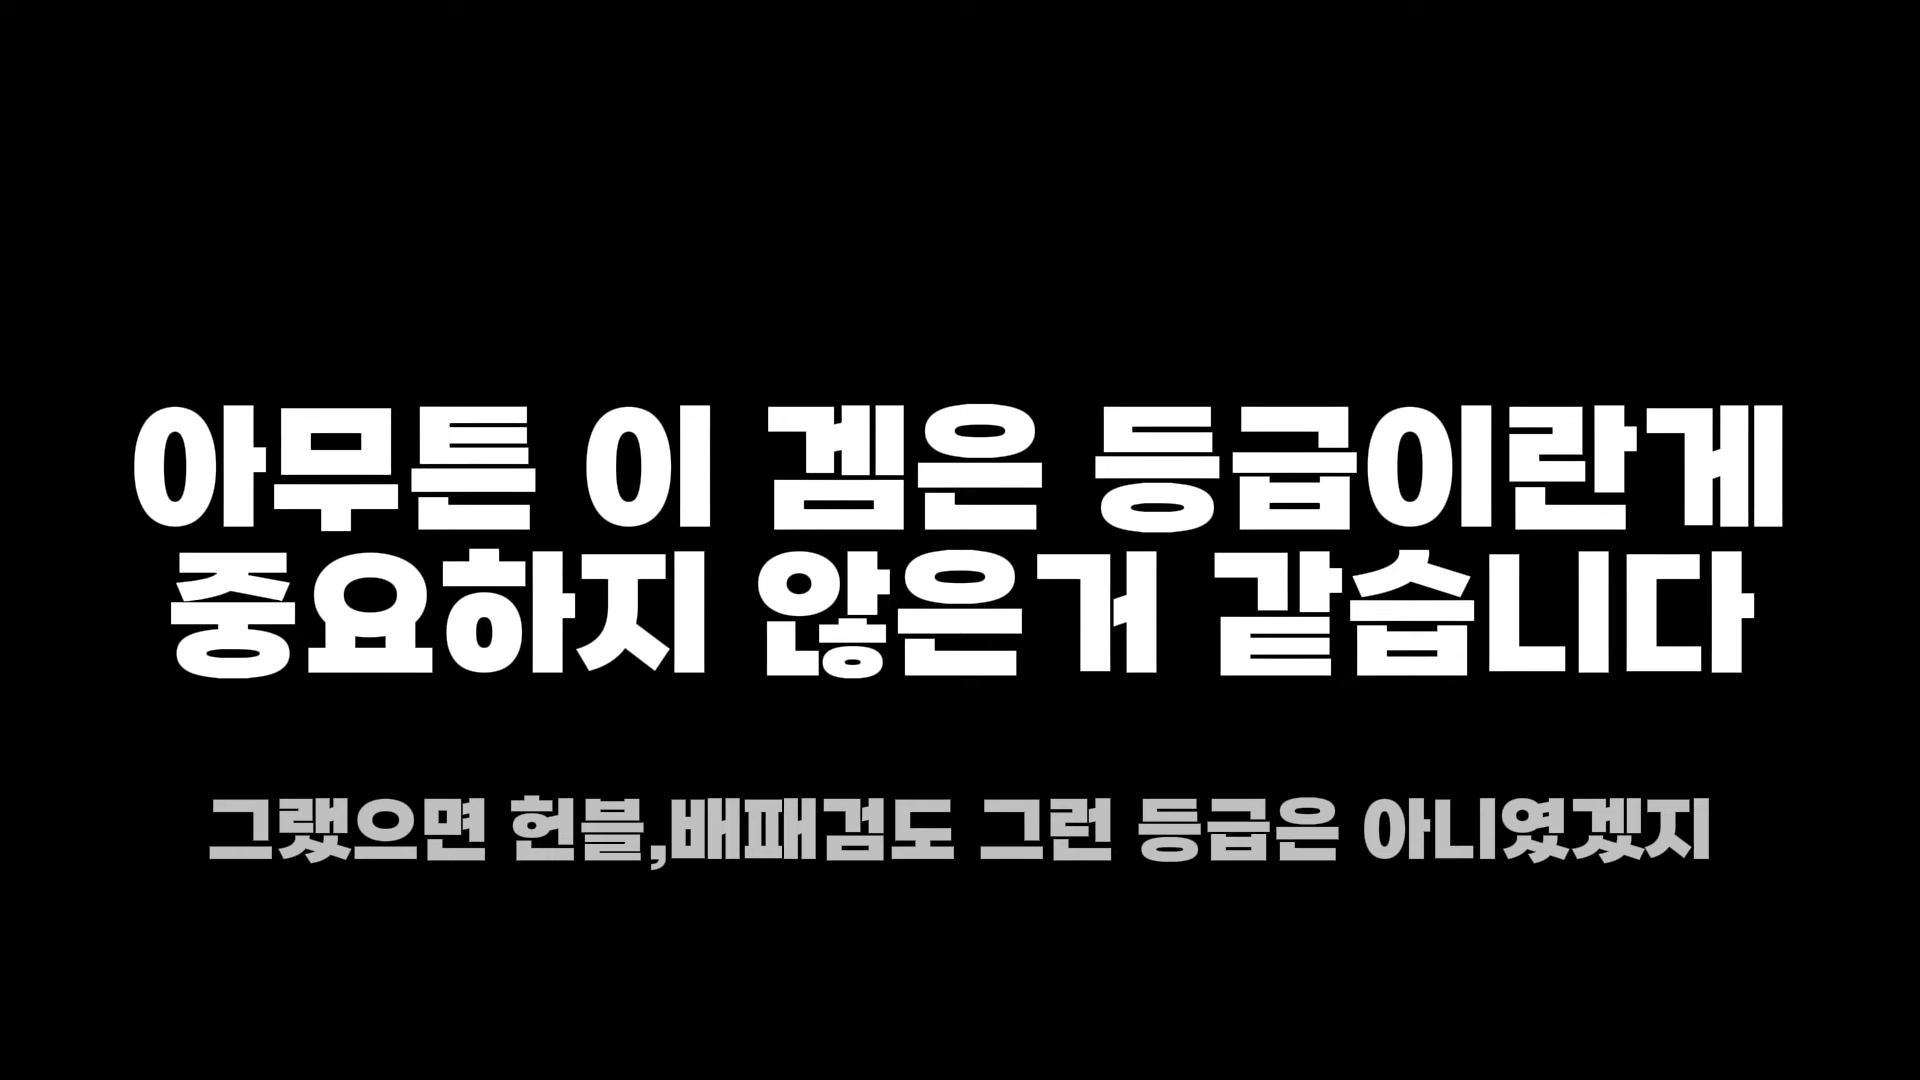 아무튼 이 겜은 등급이란게
중요하지 않은거 같습니다
그랬으면 헌블,배패검도 그런 등급은 아니였겠지